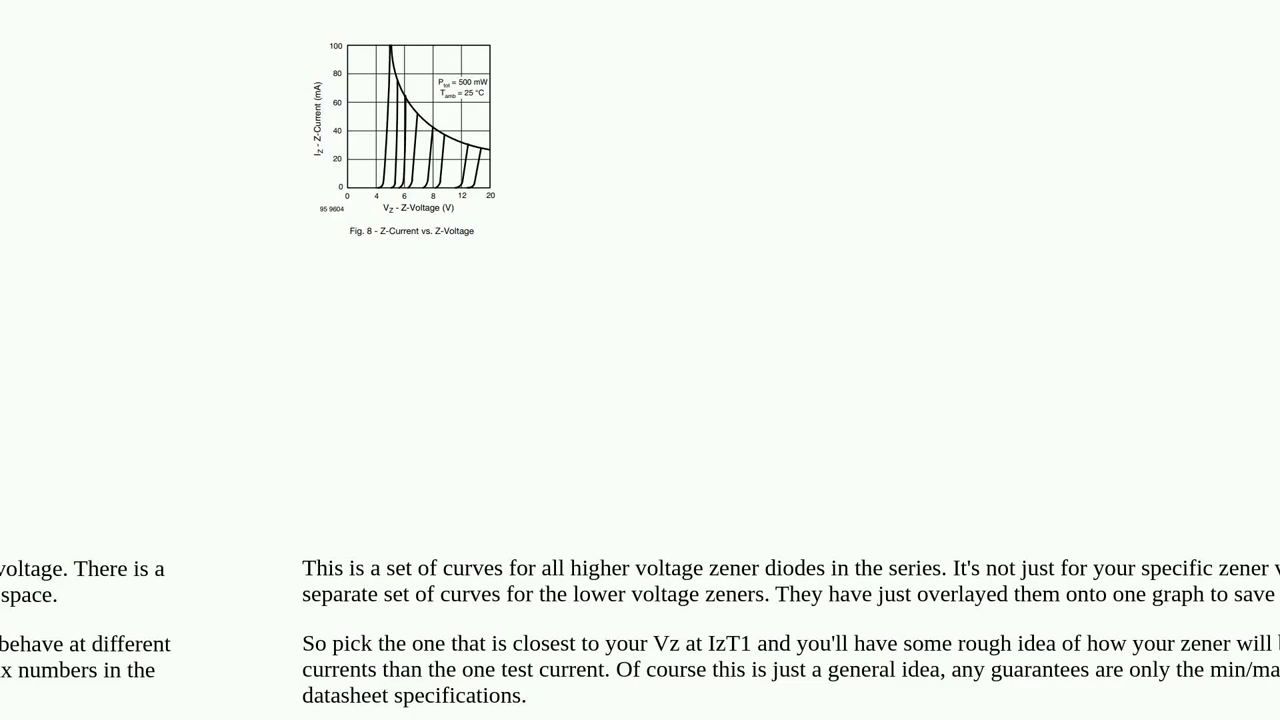 100
80
60
40
20
0
Ptot = 500 mW
Tamb = 25 °C
IZ - Z-Current (mA)
0 4 6 8 12 20
95 9604
VZ - Z-Voltage (V)
Fig. 8 - Z-Current vs. Z-Voltage
voltage. There is a
space.
behave at different
x numbers in the
This is a set of curves for all higher voltage zener diodes in the series. It's not just for your specific zener v
separate set of curves for the lower voltage zeners. They have just overlayed them onto one graph to save
So pick the one that is closest to your Vz at IzT1 and you'll have some rough idea of how your zener will b
currents than the one test current. Of course this is just a general idea, any guarantees are only the min/ma
datasheet specifications.